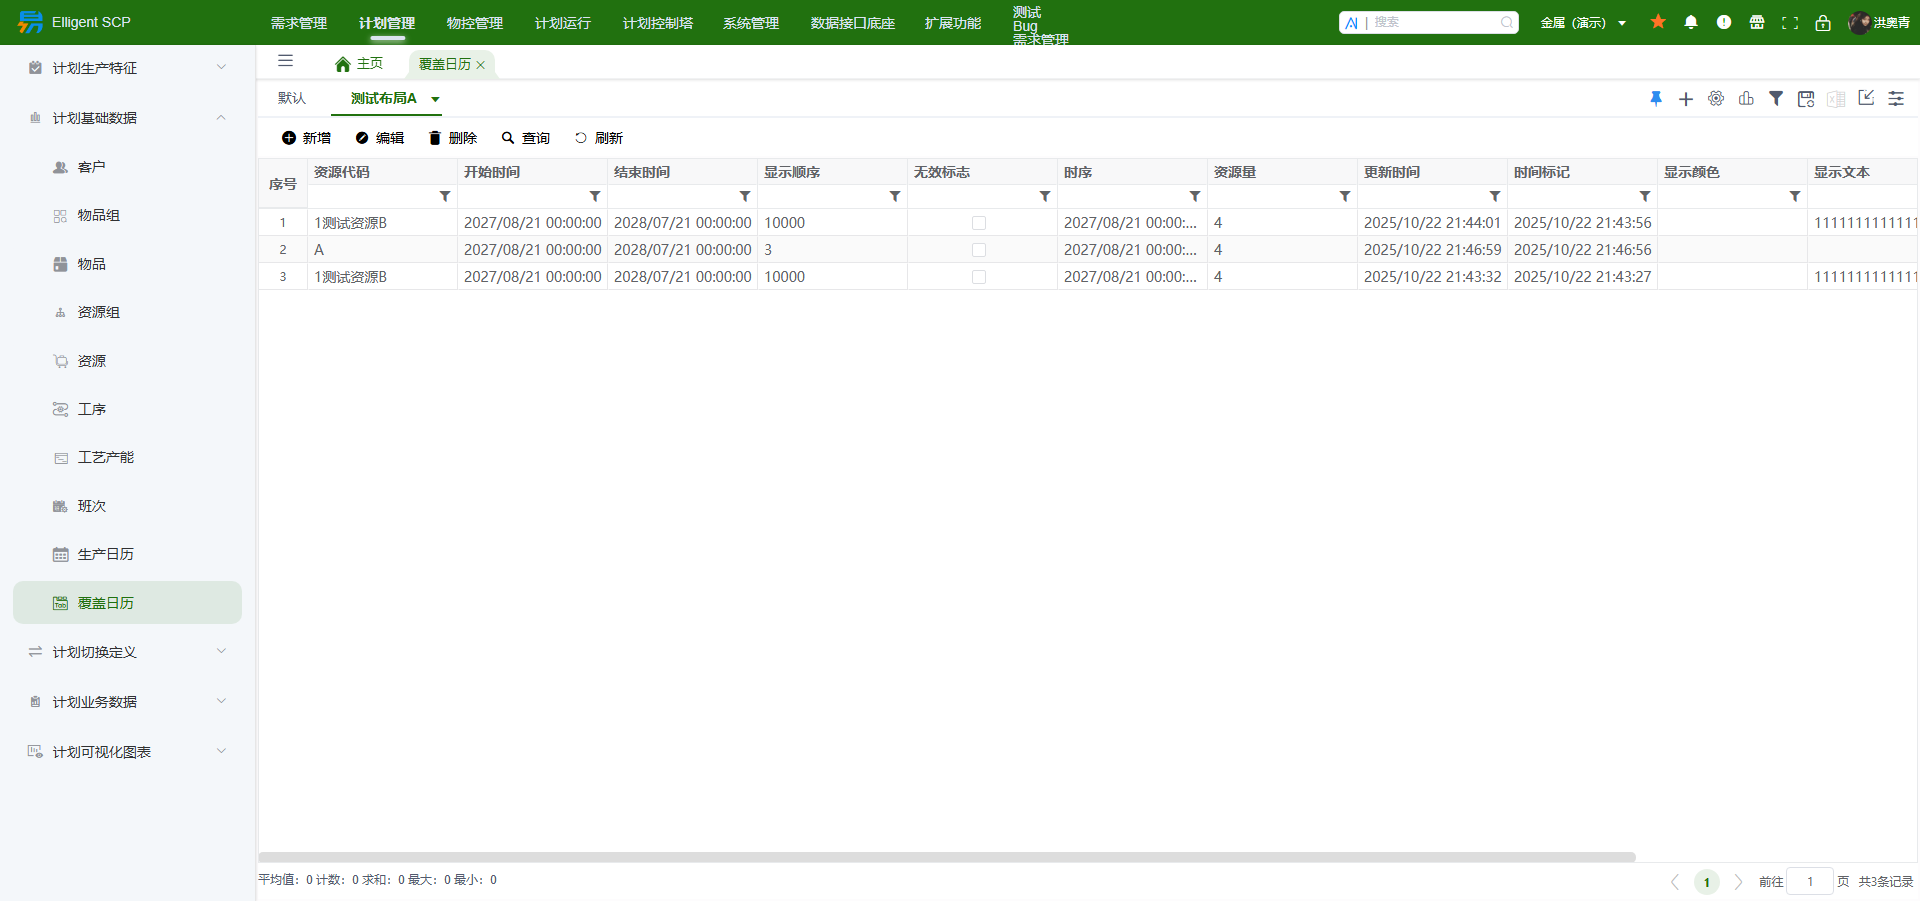 Elligent SCP
需求管理 计划管理 物控管理 计划运行 计划控制塔 系统管理 数据接口底座 扩展功能
测试
Bug
需求管理
AI | 搜索
金属（演示）
洪奥青
计划生产特征
计划基础数据
客户
物品组
物品
资源组
资源
工序
工艺产能
班次
生产日历
覆盖日历
计划切换定义
计划业务数据
计划可视化图表
主页 覆盖日历
默认 测试布局A
新增 编辑 删除 查询 刷新
序号 资源代码 开始时间 结束时间 显示顺序 无效标志 时序 资源量 更新时间 时间标记 显示颜色 显示文本
1 1测试资源B 2027/08/21 00:00:00 2028/07/21 00:00:00 10000 2027/08/21 00:00:... 4 2025/10/22 21:44:01 2025/10/22 21:43:56 1111111111111
2 A 2027/08/21 00:00:00 2028/07/21 00:00:00 3 2027/08/21 00:00:... 4 2025/10/22 21:46:59 2025/10/22 21:46:56
3 1测试资源B 2027/08/21 00:00:00 2028/07/21 00:00:00 10000 2027/08/21 00:00:... 4 2025/10/22 21:43:32 2025/10/22 21:43:27 1111111111111
平均值：0 计数：0 求和：0 最大：0 最小：0
1 前往 1 页 共3条记录